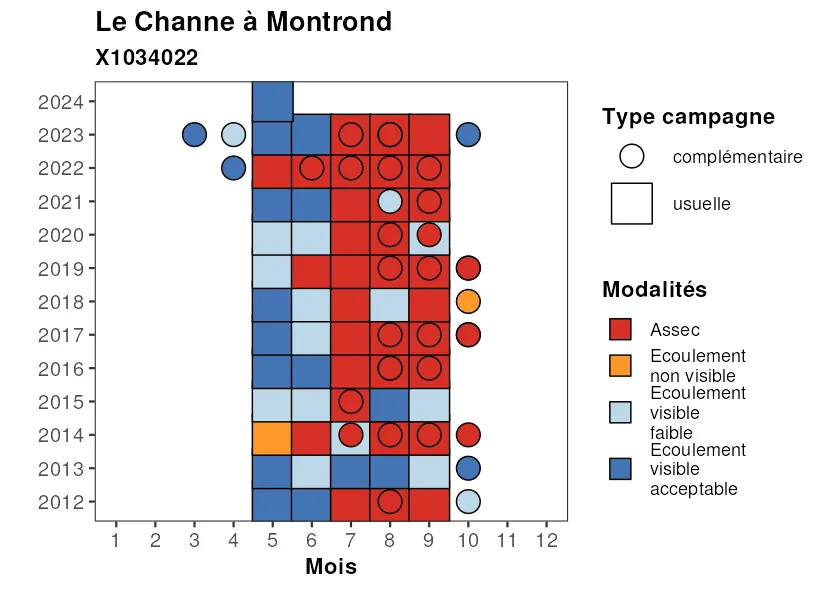 Le Channe à Montrond
X1034022
2024
2023
2022
2021
2020
2019
2018
2017
2016
2015
2014
2013
2012
1 2 3 4 5 6 7 8 9 10 11 12
Mois
Type campagne
complémentaire
usuelle
Modalités
Assec
Ecoulement
non visible
Ecoulement
visible
faible
Ecoulement
visible
acceptable